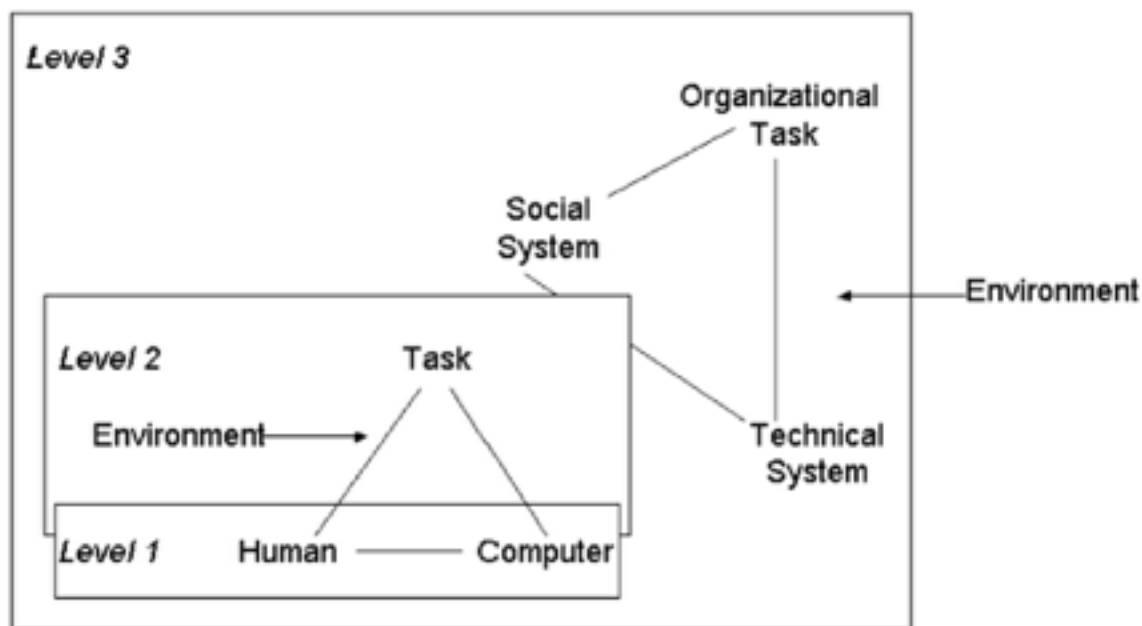 Level 3
Organizational
Task
Social
System
Environment
Level 2
Task
Environment
Technical
System
Level 1
Human
Computer